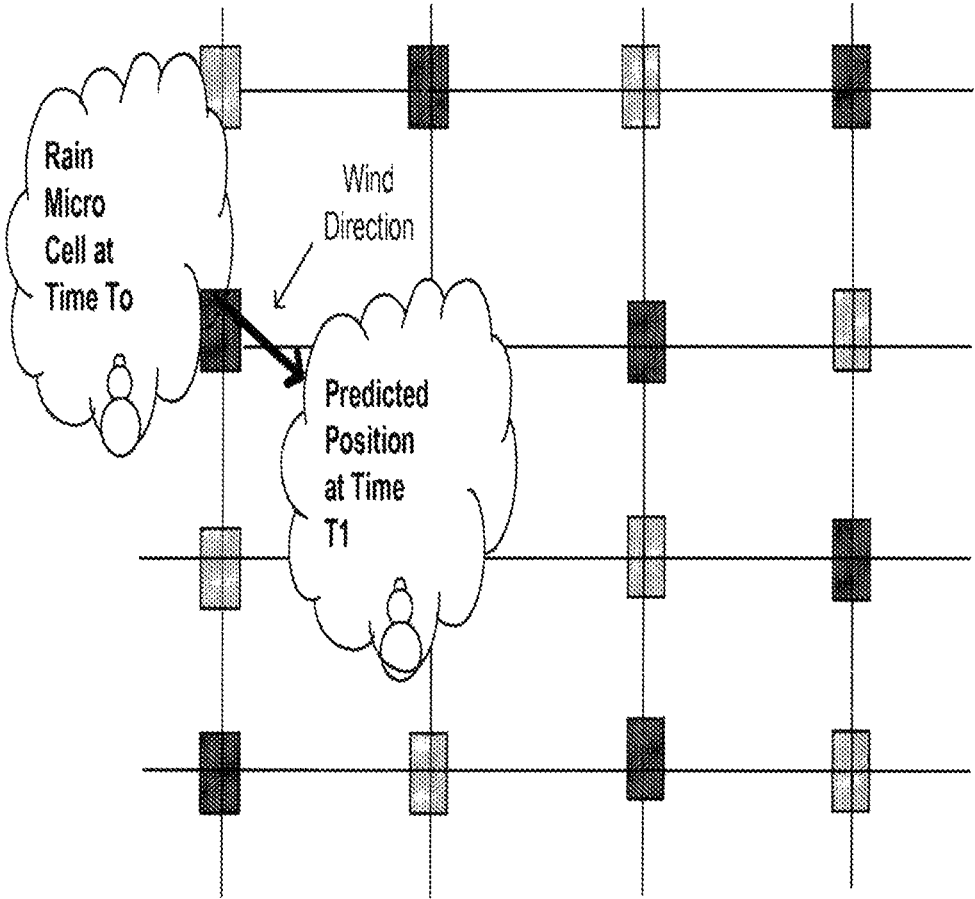 Rain
Micro
Cell at
Time To
Wind
Direction
Predicted
Position
at Time
T1